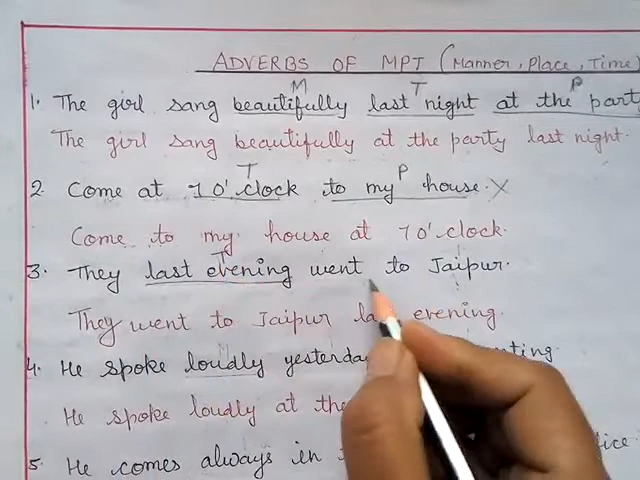 ADVERBS OF MPT (Manner, Place, Time)
M T P
1. The girl sang beautifully last night at the party
The girl sang beautifully at the party last night.
T P
2. Come at 10'clock to my house. X
Come to my house at 10'clock.
T
3. They last evening went to Jaipur.
They went to Jaipur evening.
4. He spoke loudly yesterday
He spoke loudly at the
5. He comes always in